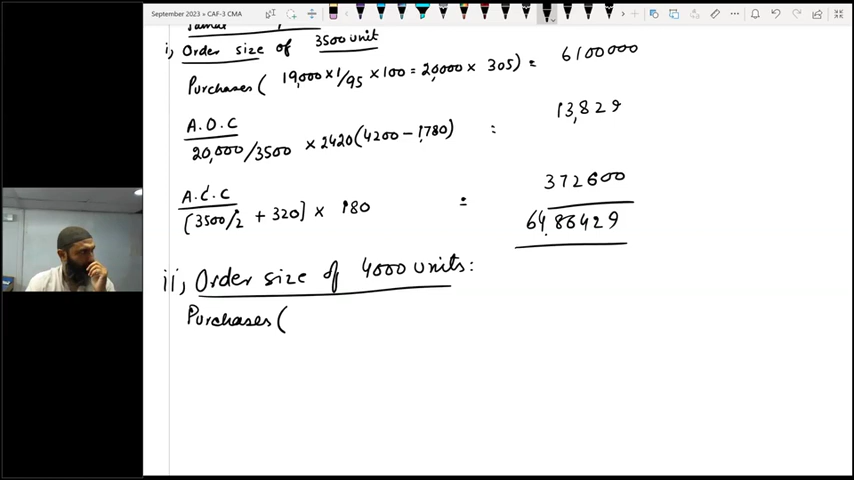 September 2023 » CAF-3 CMA
i, Order size of 3500 unit
Purchases ( 19,000 x 1/95 x 100 = 20,000 x 305) = 6100000
A.O.C
20,000/3500 x 2420 (4200 - 1,780) : 13,829
A.C.C
(3500/2 + 320] x 180 = 372600
64,86429
ii, Order size of 4000 units:
Purchases (